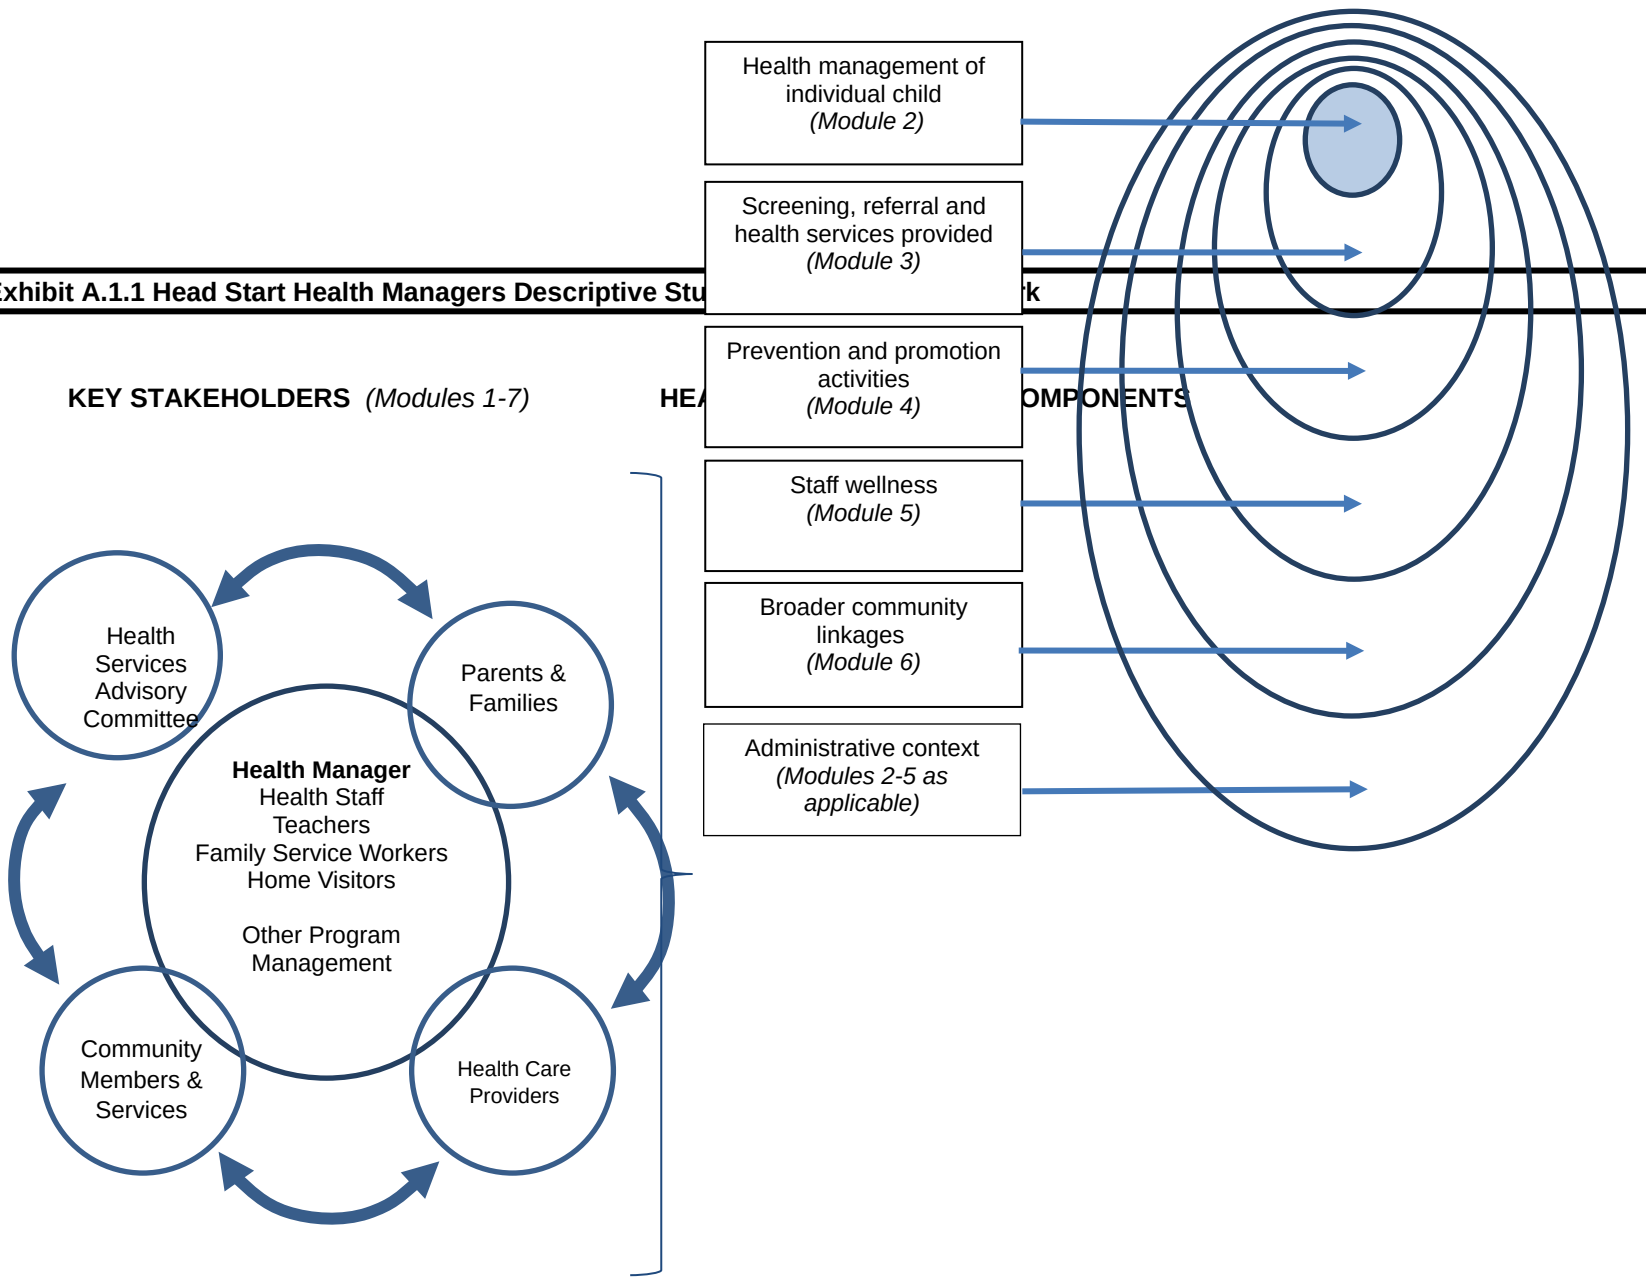 Health management of
individual child
(Module 2)
Screening, referral and
health services provided
(Module 3)
xhibit A.1.1 Head Start Health Managers Descriptive Stu
k
Prevention and promotion
activities
(Module 4)
KEY STAKEHOLDERS (Modules 1-7)
HEA
OMPONENTS
Staff wellness
(Module 5)
Broader community
linkages
(Module 6)
Administrative context
(Modules 2-5 as
applicable)
Health
Services
Advisory
Committee
Parents &
Families
Health Manager
Health Staff
Teachers
Family Service Workers
Home Visitors
Other Program
Management
Community
Members &
Services
Health Care
Providers